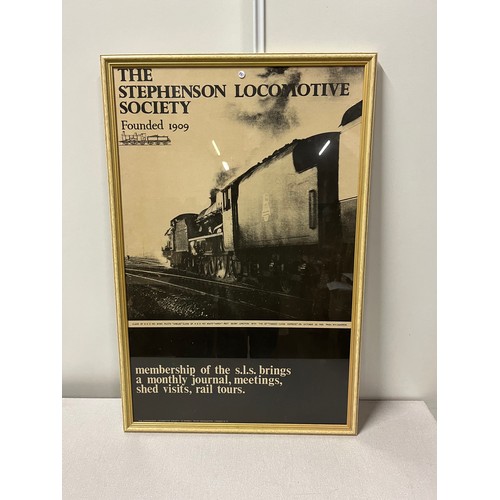 THE
STEPHENSON LOCOMOTIVE
SOCIETY
Founded 1909
membership of the s.l.s. brings
a monthly journal, meetings,
shed visits, rail tours.